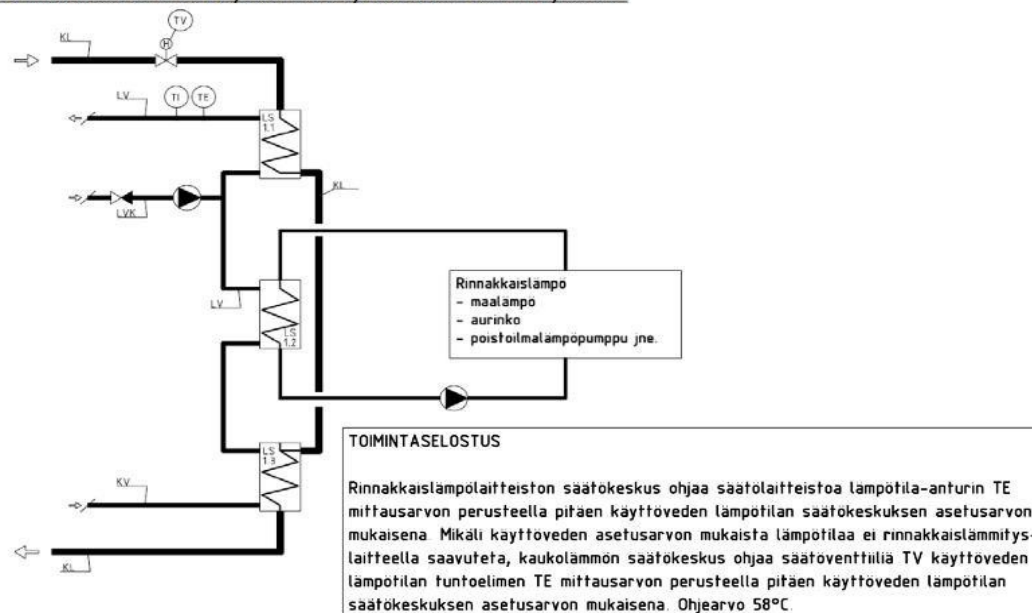 TV
H
KL
LV
TI
TE
LS
1.1
KL
LVK
LV
LS
1.2
Rinnakkaislämpö
- maalämpö
- aurinko
- poistoilmalämpöpumppu jne.
LS
1.3
KV
KL
TOIMINTASELOSTUS
Rinnakkaislämpölaitteiston säätökeskus ohjaa säätölaitteistoa lämpötila-anturin TE
mittausarvon perusteella pitäen käyttöveden lämpötilan säätökeskuksen asetusarvon
mukaisena. Mikäli käyttöveden asetusarvon mukaista lämpötilaa ei rinnakkaislämmitys-
laitteella saavuteta, kaukolämmön säätökeskus ohjaa säätöventtiiliä TV käyttöveden
lämpötilan tuntoelimen TE mittausarvon perusteella pitäen käyttöveden lämpötilan
säätökeskuksen asetusarvon mukaisena. Ohjearvo 58°C.